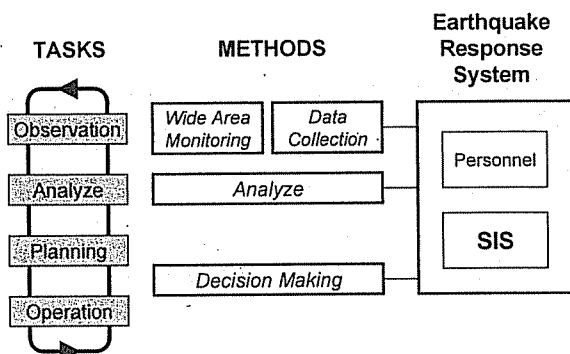 TASKS
METHODS
Earthquake
Response
System
Observation
Wide Area
Monitoring
Data
Collection
Personnel
Analyze
Analyze
SIS
Planning
Decision Making
Operation